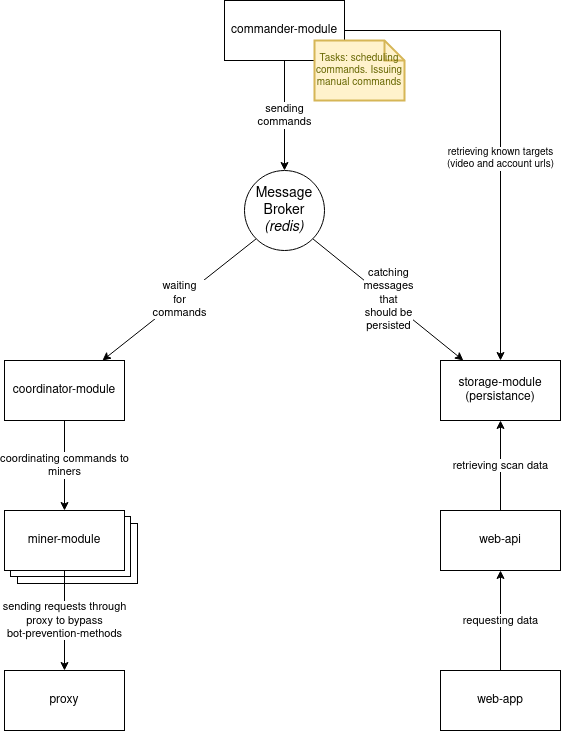 commander-module
Tasks: scheduling
commands. Issuing
manual commands
sending
commands
retrieving known targets
(video and account urls)
Message
Broker
(redis)
waiting
for
commands
catching
messages
that
should be
persisted
coordinator-module
storage-module
(persistance)
coordinating commands to
miners
retrieving scan data
miner-module
web-api
sending requests through
proxy to bypass
bot-prevention-methods
requesting data
proxy
web-app